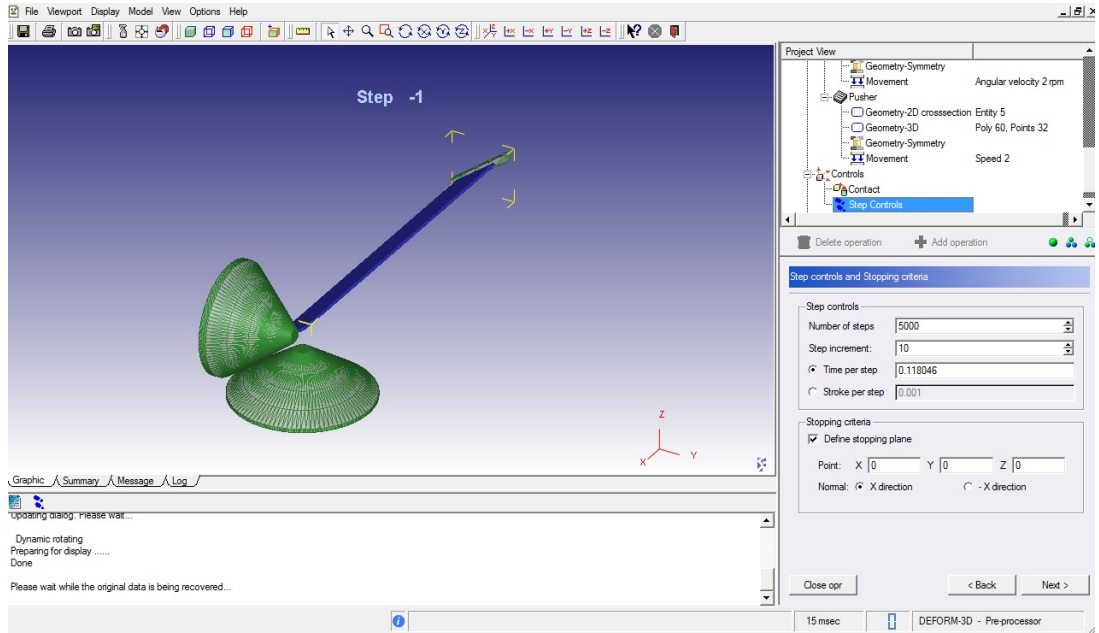 File Viewport Display Model View Options Help
Step -1
Z
Y
X
Graphic Summary Message Log
Updating dialog. Please wait...
Dynamic rotating
Preparing for display ......
Done
Please wait while the original data is being recovered...
Project View
Geometry-Symmetry
Movement Angular velocity 2 rpm
Pusher
Geometry-2D crosssection Entity 5
Geometry-3D Poly 60, Points 32
Geometry-Symmetry
Movement Speed 2
Controls
Contact
Step Controls
Delete operation Add operation
Step controls and Stopping criteria
Step controls
Number of steps 5000
Step increment: 10
Time per step 0.118046
Stroke per step 0.001
Stopping criteria
Define stopping plane
Point: X 0 Y 0 Z 0
Normal: X direction - X direction
Close opr < Back Next >
15 msec DEFORM-3D - Pre-processor